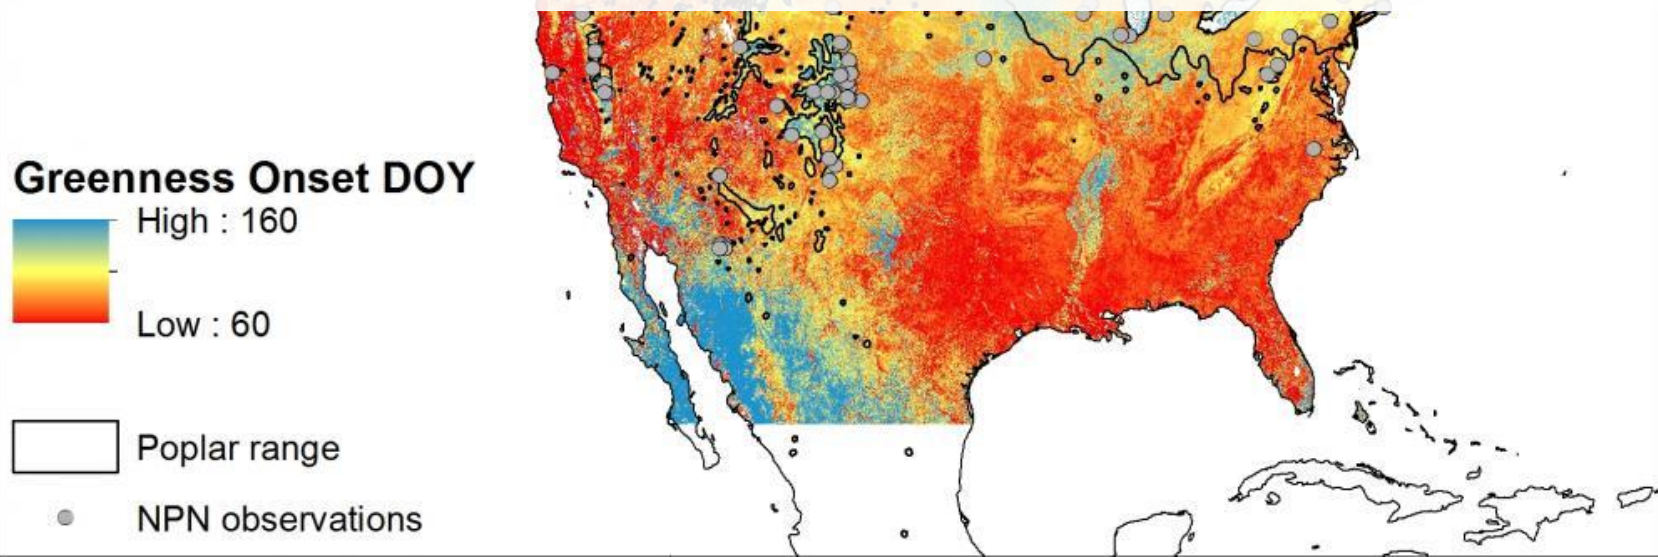 Greenness Onset DOY
High : 160
Low : 60
Poplar range
NPN observations